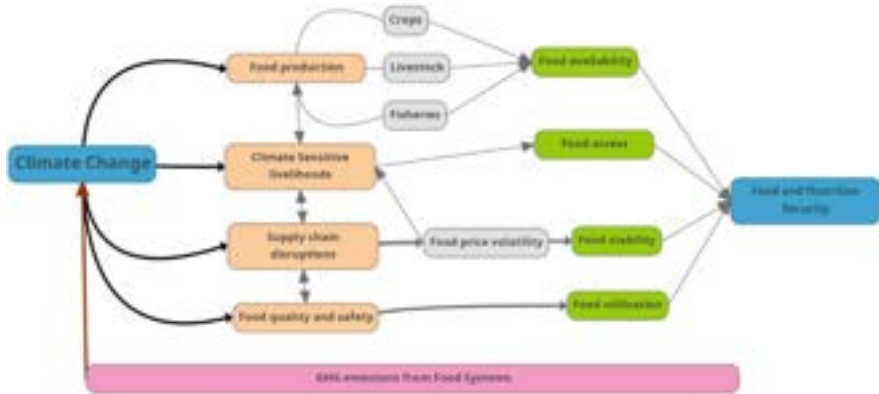 Crops
Food production
Livestock
Food availability
Fisheries
Climate Change
Climate Sensitive
livelihoods
Food access
Food and Nutrition
Security
Supply chain
disruptions
Food price volatility
Food stability
Food quality and safety
Food utilization
GHG emissions from Food Systems